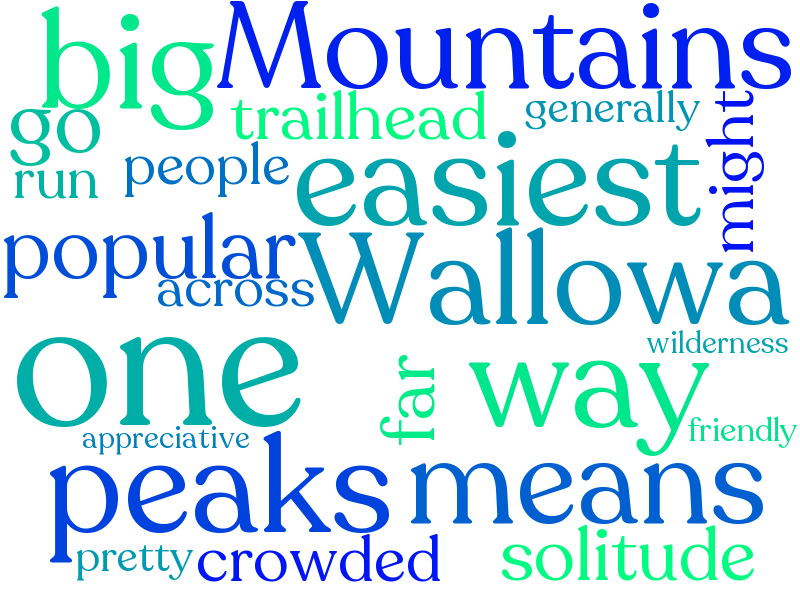 big
Mountains
go
trailhead
generally
might
run
people
easiest
popular
across
Wallowa
one
far
way
wilderness
friendly
appreciative
peaks
means
pretty
crowded
solitude